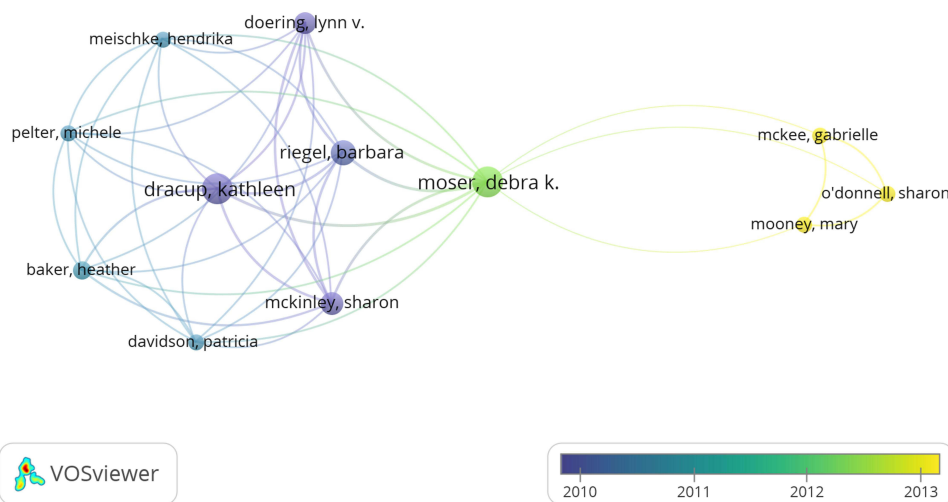 doering, lynn v.
meischke, hendrika
pelter, michele
mckee, gabrielle
riegel, barbara
moser, debra k.
dracup, kathleen
o'donnell, sharon
mooney, mary
baker, heather
mckinley, sharon
davidson, patricia
VOSviewer
2010 2011 2012 2013